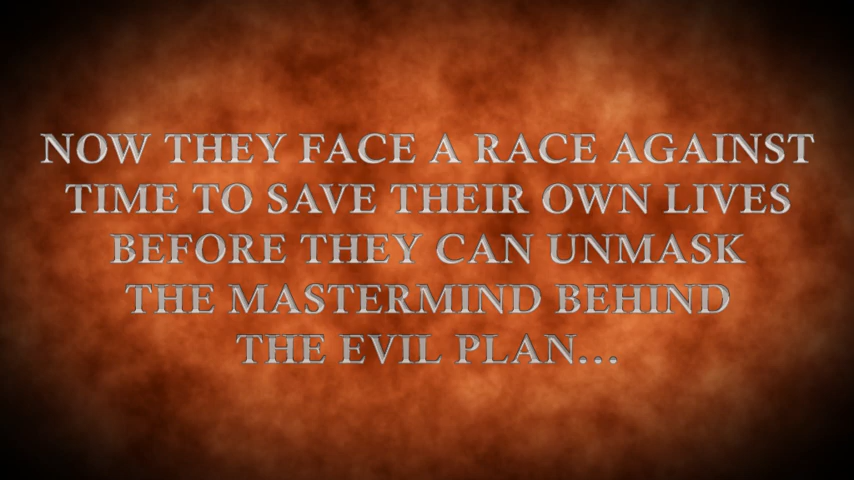 NOW THEY FACE A RACE AGAINST
TIME TO SAVE THEIR OWN LIVES
BEFORE THEY CAN UNMASK
THE MASTERMIND BEHIND
THE EVIL PLAN...